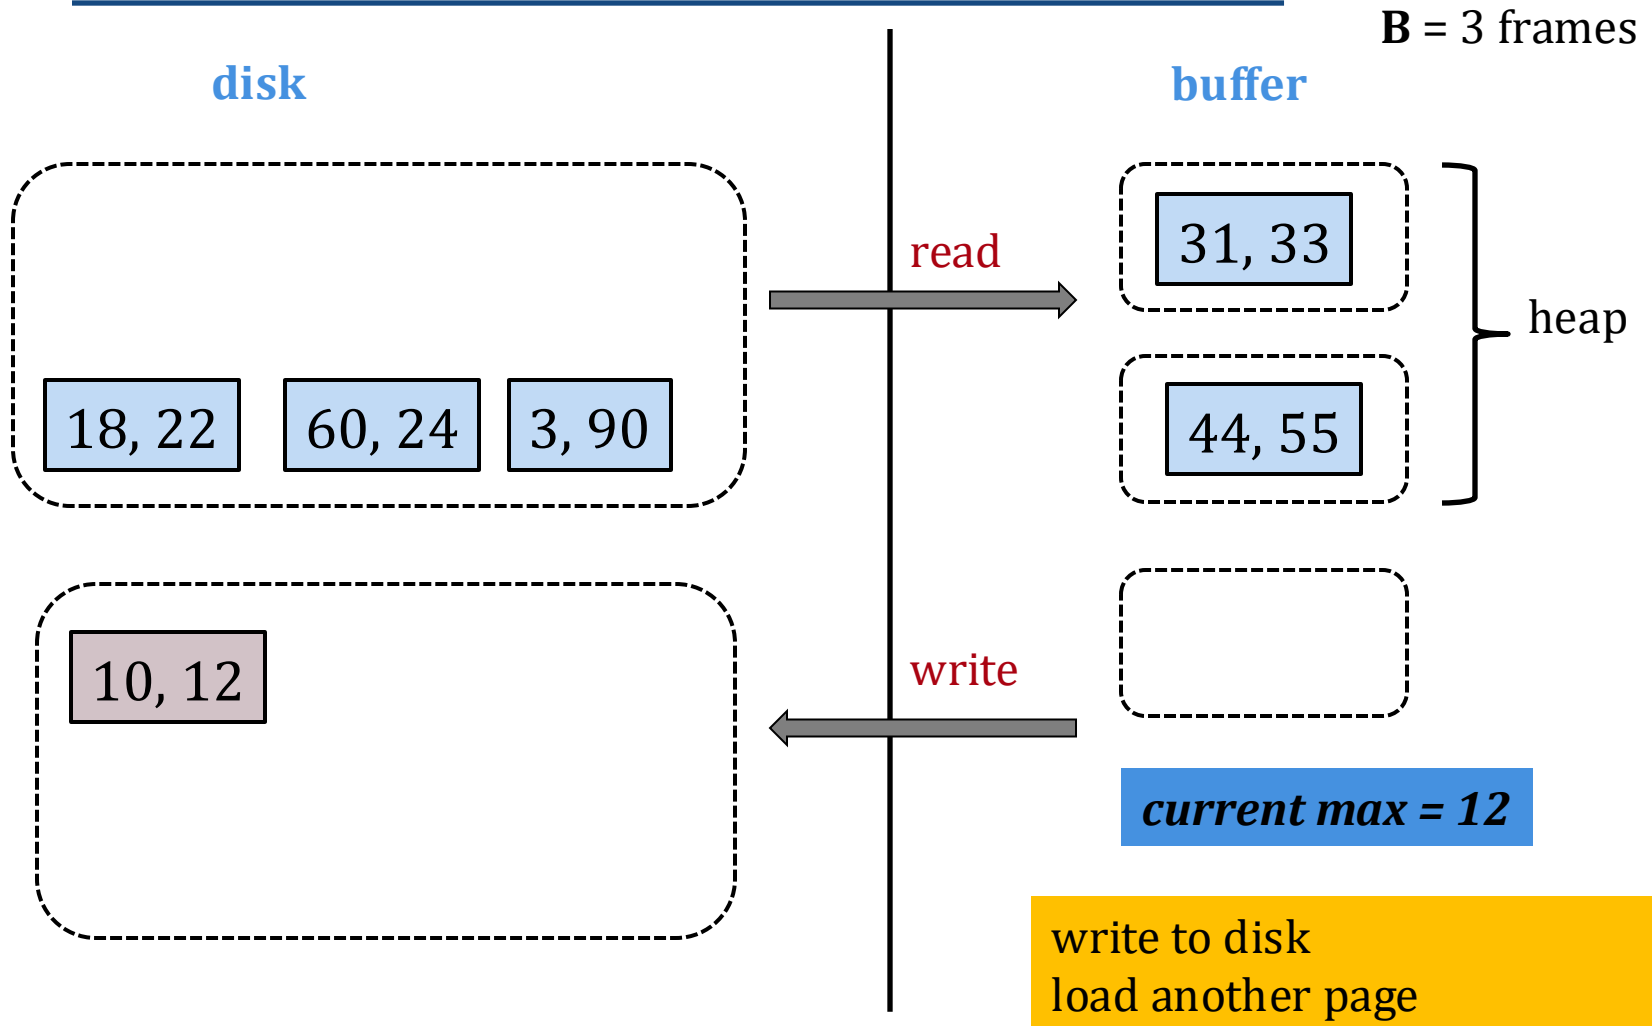 B = 3 frames
disk
buffer
31, 33
read
heap
18, 22
60, 24
3, 90
44, 55
10, 12
write
current max = 12
write to disk
load another page